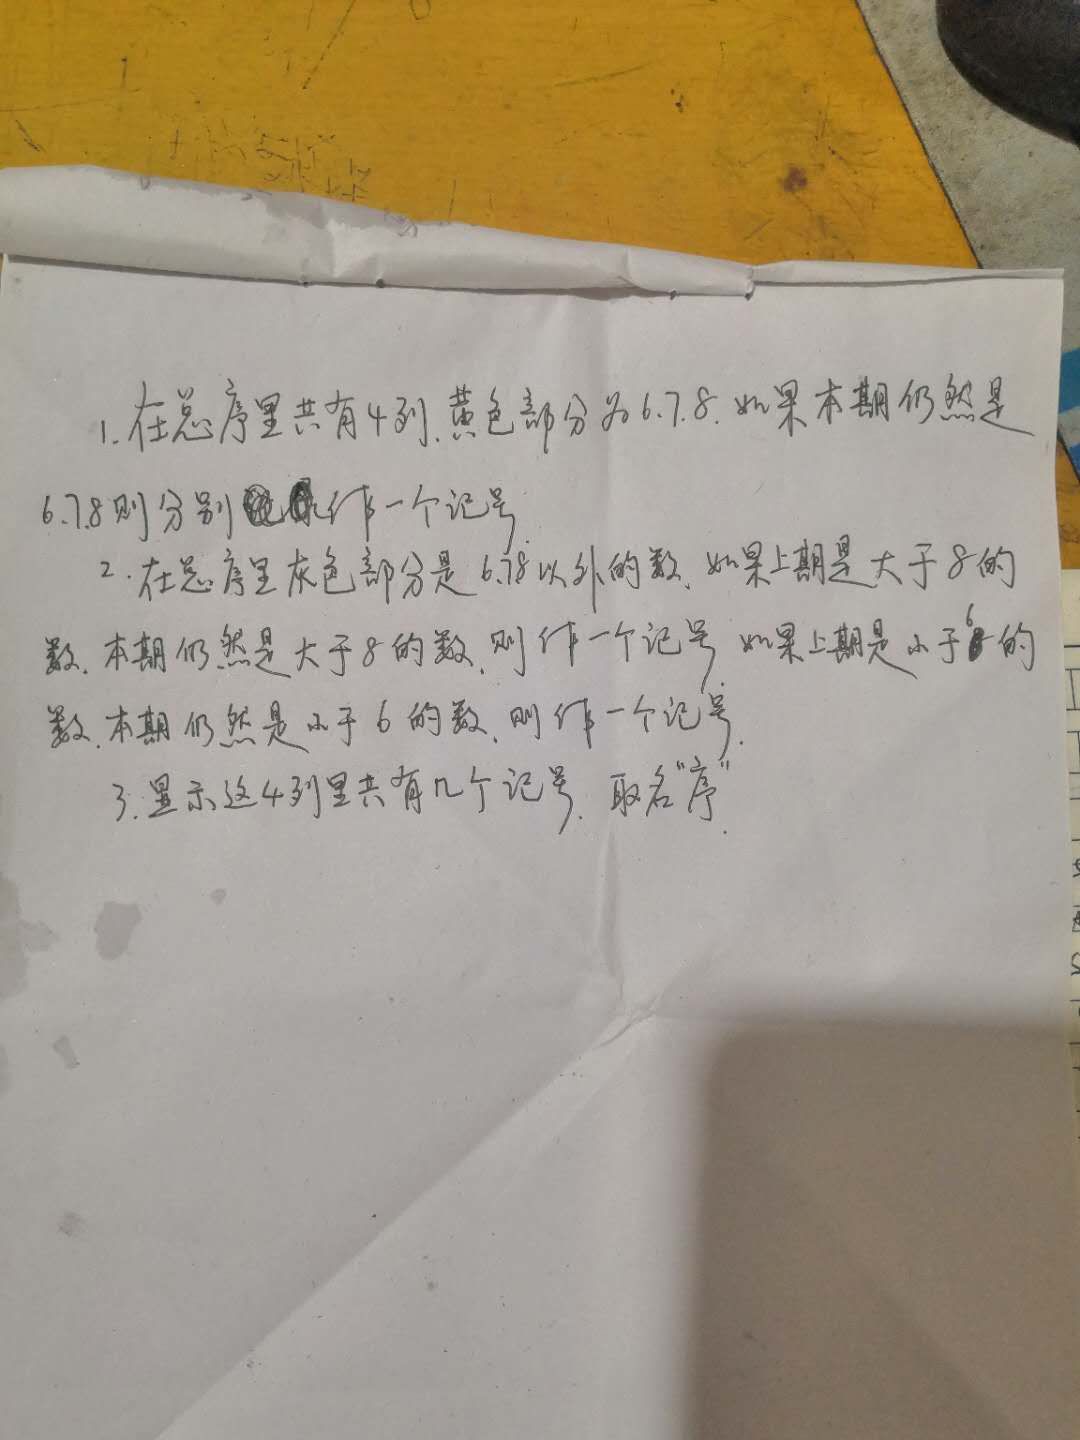 1.在总序里共有4列.黄色部分为6.7.8.如果本期仍然是
6.7.8则分别作一个记号.
2.在总序里灰色部分是6.7.8以外的数.如果上期是大于8的
数.本期仍然是大于8的数.则作一个记号.如果上期是小于6的
数.本期仍然是小于6的数.则作一个记号.
3.显示这4列里共有几个记号.取名"序".